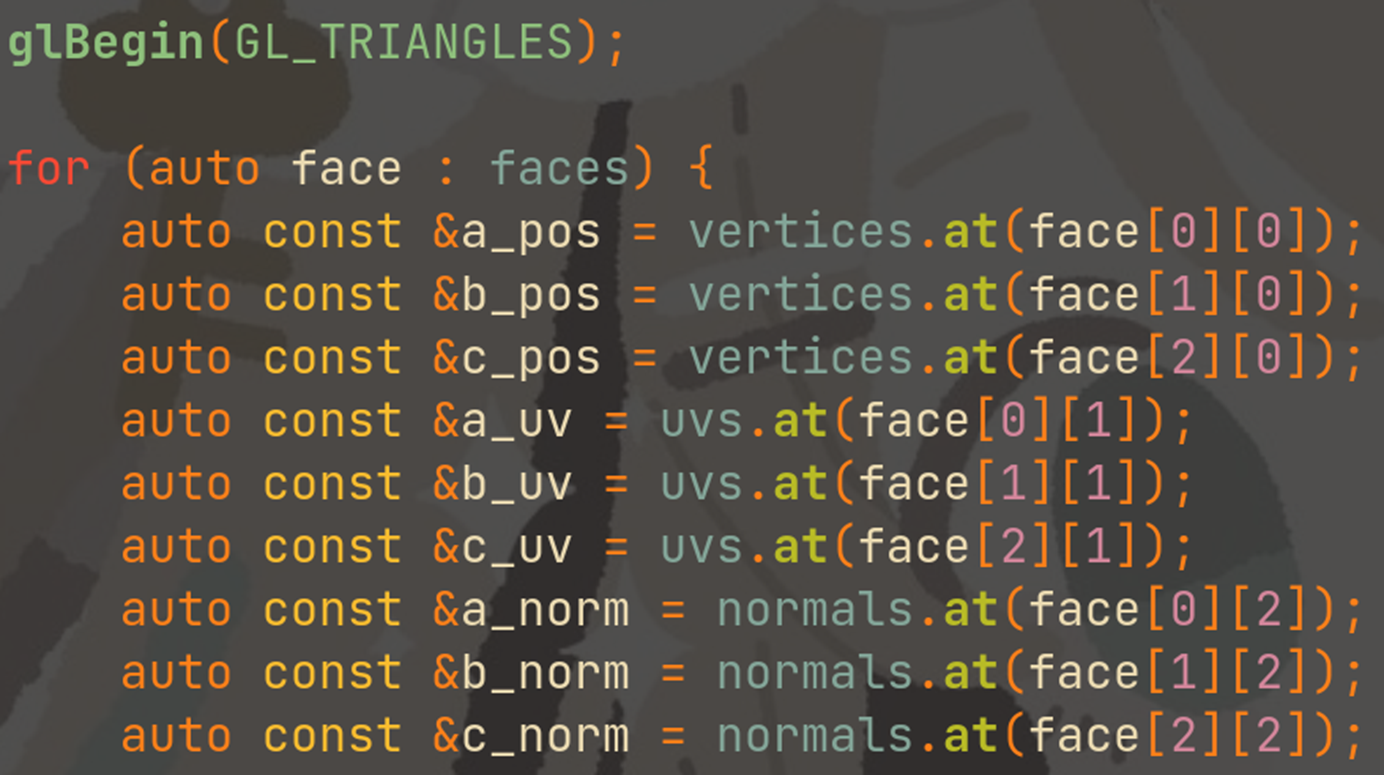 glBegin(GL_TRIANGLES);
for (auto face : faces) {
    auto const &a_pos = vertices.at(face[0][0]);
    auto const &b_pos = vertices.at(face[1][0]);
    auto const &c_pos = vertices.at(face[2][0]);
    auto const &a_uv = uvs.at(face[0][1]);
    auto const &b_uv = uvs.at(face[1][1]);
    auto const &c_uv = uvs.at(face[2][1]);
    auto const &a_norm = normals.at(face[0][2]);
    auto const &b_norm = normals.at(face[1][2]);
    auto const &c_norm = normals.at(face[2][2]);